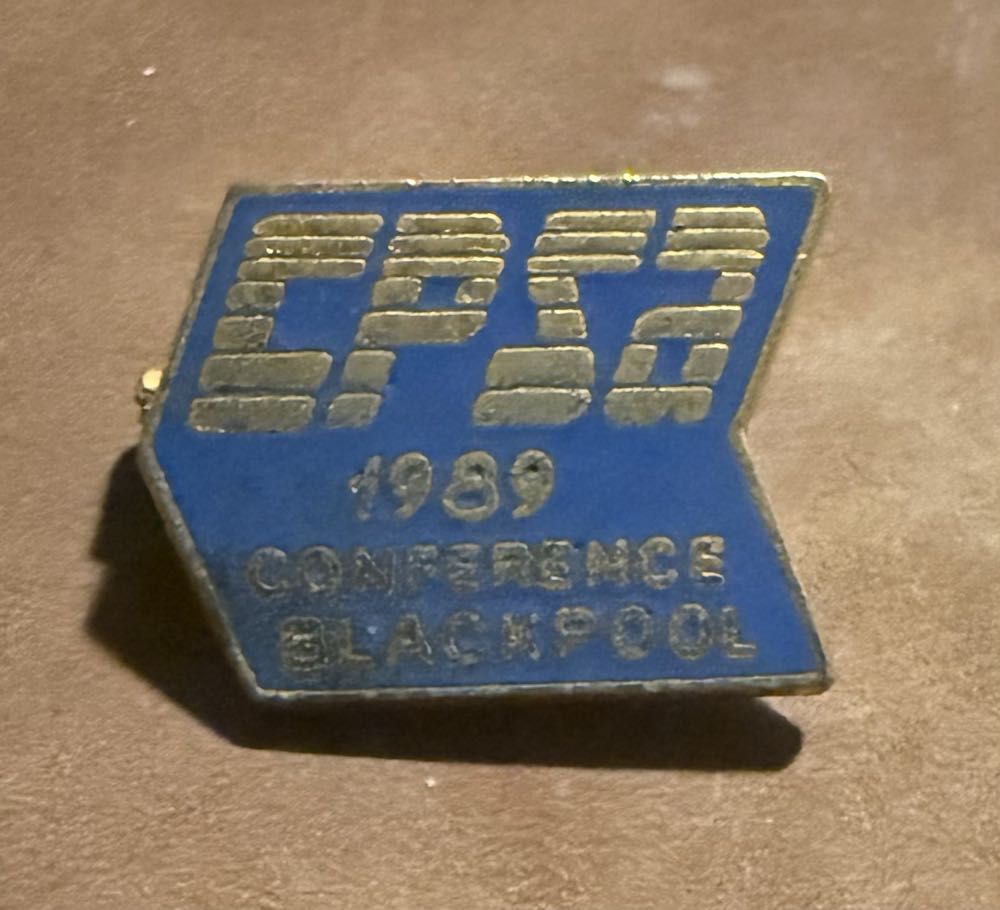 CPSA
1989
CONFERENCE
BLACKPOOL